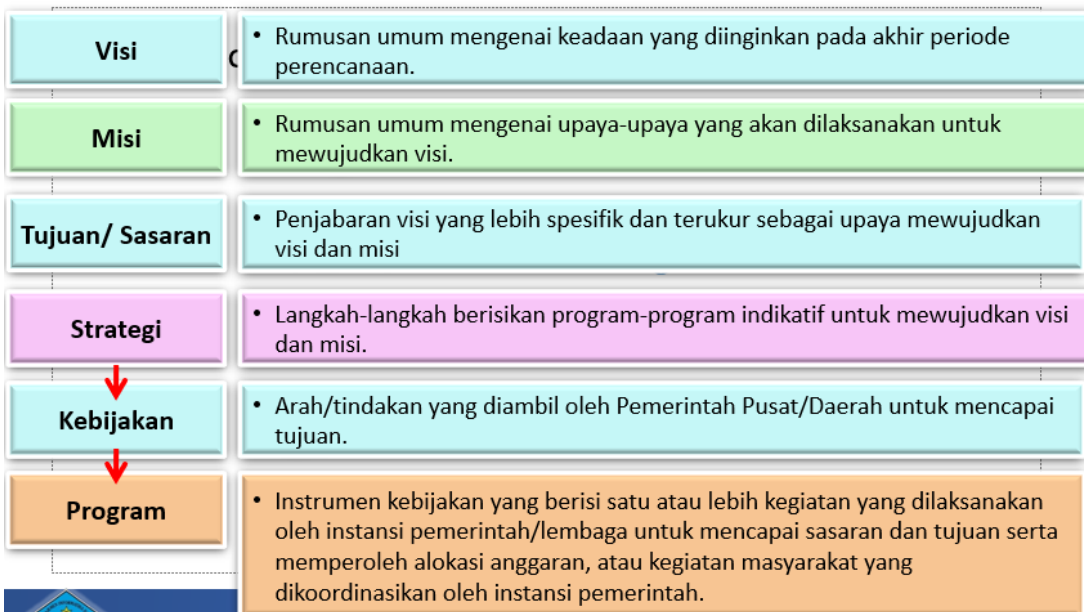 Visi
• Rumusan umum mengenai keadaan yang diinginkan pada akhir periode
perencanaan.
Misi
• Rumusan umum mengenai upaya-upaya yang akan dilaksanakan untuk
mewujudkan visi.
Tujuan/ Sasaran
• Penjabaran visi yang lebih spesifik dan terukur sebagai upaya mewujudkan
visi dan misi
Strategi
• Langkah-langkah berisikan program-program indikatif untuk mewujudkan visi
dan misi.
Kebijakan
• Arah/tindakan yang diambil oleh Pemerintah Pusat/Daerah untuk mencapai
tujuan.
Program
• Instrumen kebijakan yang berisi satu atau lebih kegiatan yang dilaksanakan
oleh instansi pemerintah/lembaga untuk mencapai sasaran dan tujuan serta
memperoleh alokasi anggaran, atau kegiatan masyarakat yang
dikoordinasikan oleh instansi pemerintah.